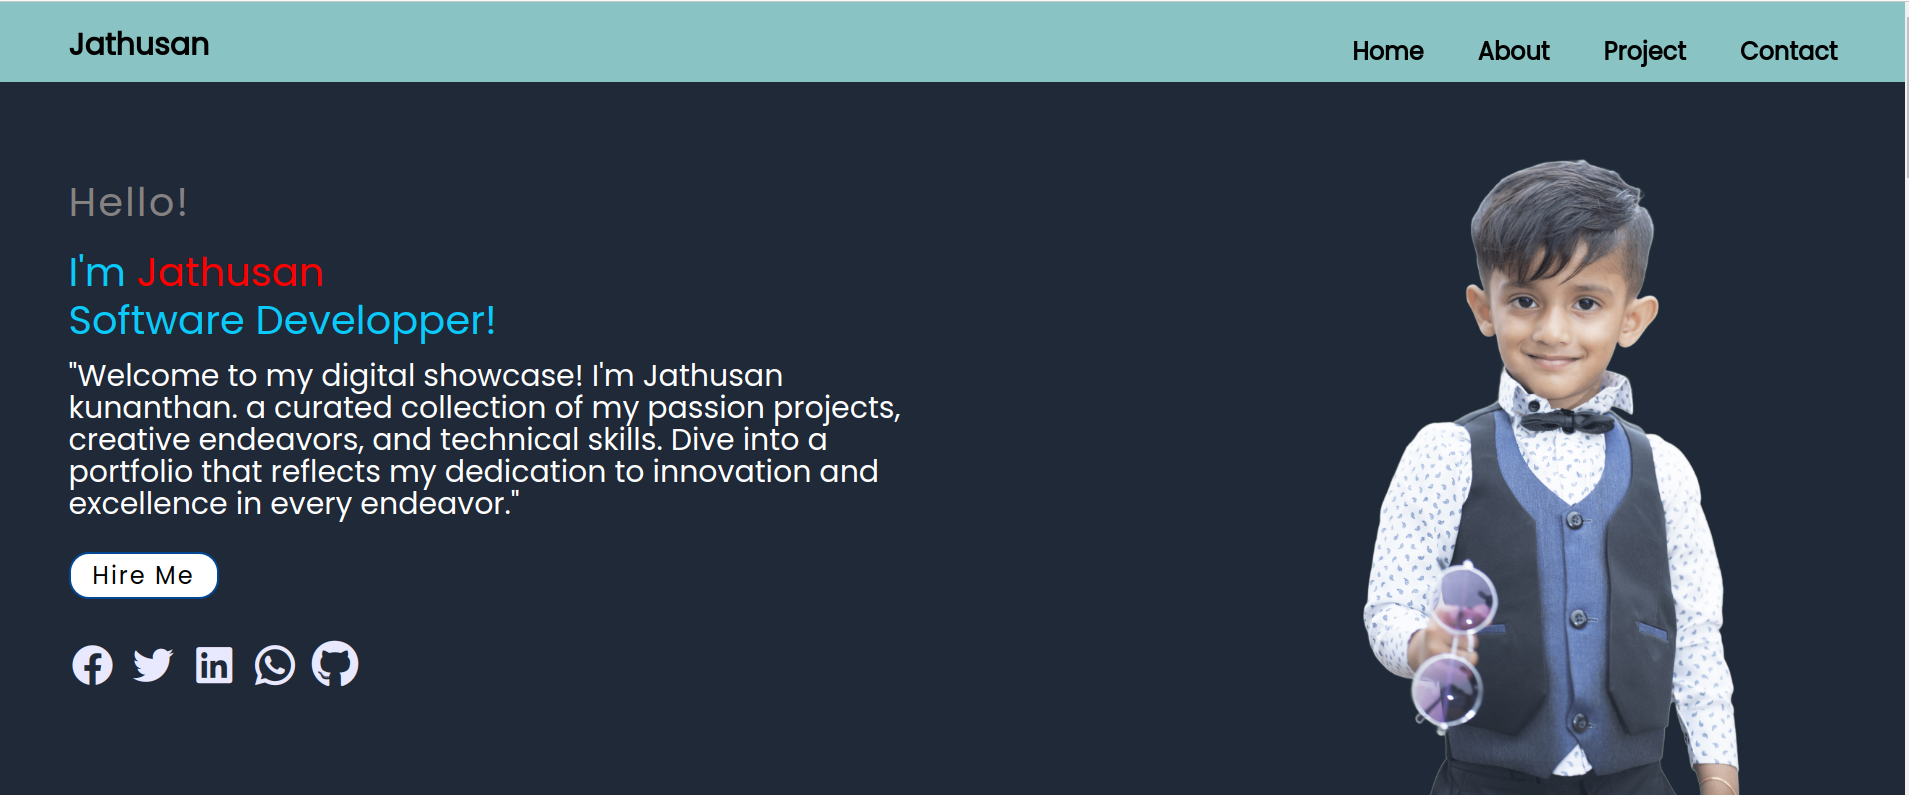 Jathusan
Home About Project Contact
Hello!
I'm Jathusan
Software Developper!
"Welcome to my digital showcase! I'm Jathusan
kunanthan. a curated collection of my passion projects,
creative endeavors, and technical skills. Dive into a
portfolio that reflects my dedication to innovation and
excellence in every endeavor."
Hire Me
in